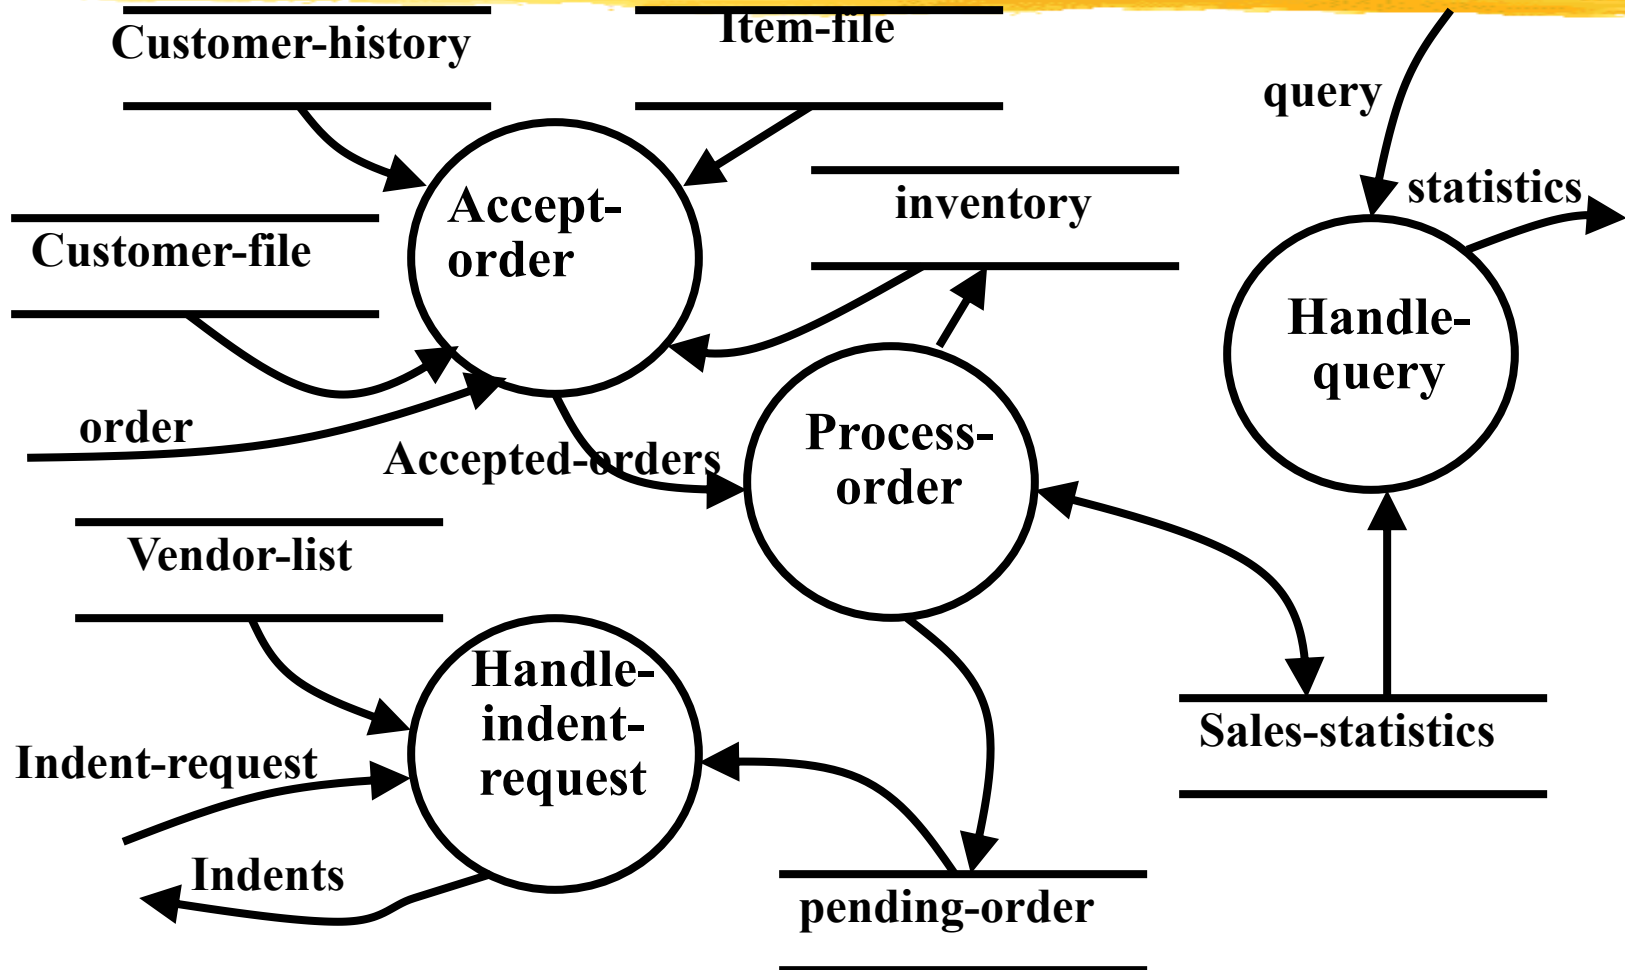 Customer-history
Item-file
query
statistics
Accept-
order
inventory
Customer-file
Handle-
query
order
Accepted-orders
Process-
order
Vendor-list
Handle-
indent-
request
Sales-statistics
Indent-request
Indents
pending-order